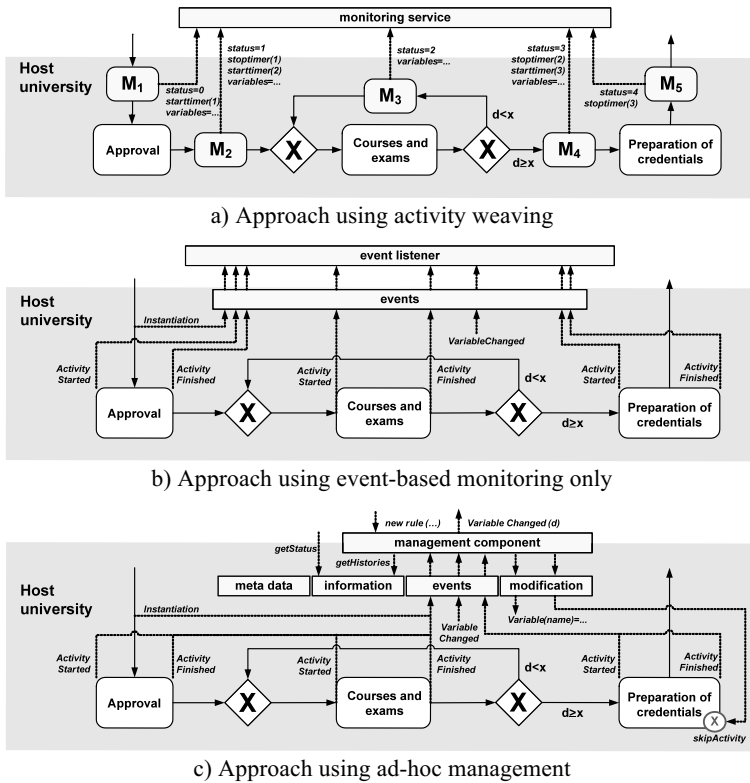 monitoring service
Host
university
M1
status=0
starttimer(1)
variables=...
status=1
stoptimer(1)
starttimer(2)
variables=...
status=2
variables=...
status=3
stoptimer(2)
starttimer(3)
variables=...
status=4
stoptimer(3)
M3
M5
d<x
Approval
M2
X
Courses and
exams
X
d≥x
M4
Preparation of
credentials
a) Approach using activity weaving
event listener
Host
university
events
Instantiation
VariableChanged
Activity
Started
Activity
Finished
Activity
Started
Activity
Finished
Activity
Started
Activity
Finished
d<x
Approval
X
Courses and
exams
X
d≥x
Preparation of
credentials
b) Approach using event-based monitoring only
new rule (...)
Variable Changed (d)
management component
getStatus
getHistories
meta data
information
events
modification
Host
university
Instantiation
Variable
Changed
Variable(name)=...
Activity
Started
Activity
Finished
Activity
Started
Activity
Finished
Activity
Started
Activity
Finished
d<x
Approval
X
Courses and
exams
X
d≥x
Preparation of
credentials
X
skipActivity
c) Approach using ad-hoc management